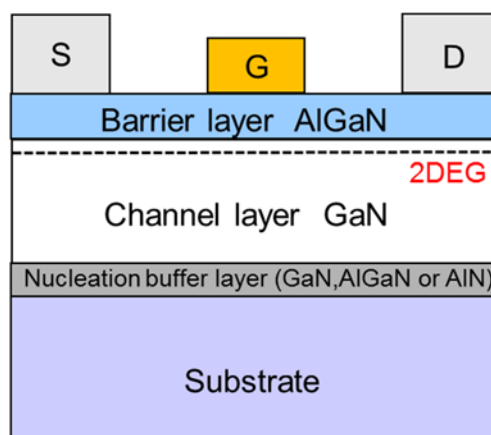 S
G
D
Barrier layer AlGaN
2DEG
Channel layer GaN
Nucleation buffer layer (GaN,AlGaN or AlN)
Substrate